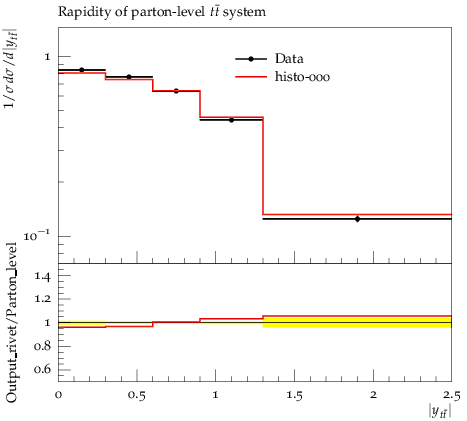 Rapidity of parton-level tt̄ system
1/σ dσ/d|y_tt̄|
1
10⁻¹
Data
histo-000
Output_rivet/Parton_level
1.4
1.2
1
0.8
0.6
0 0.5 1 1.5 2 2.5
|y_tt̄|